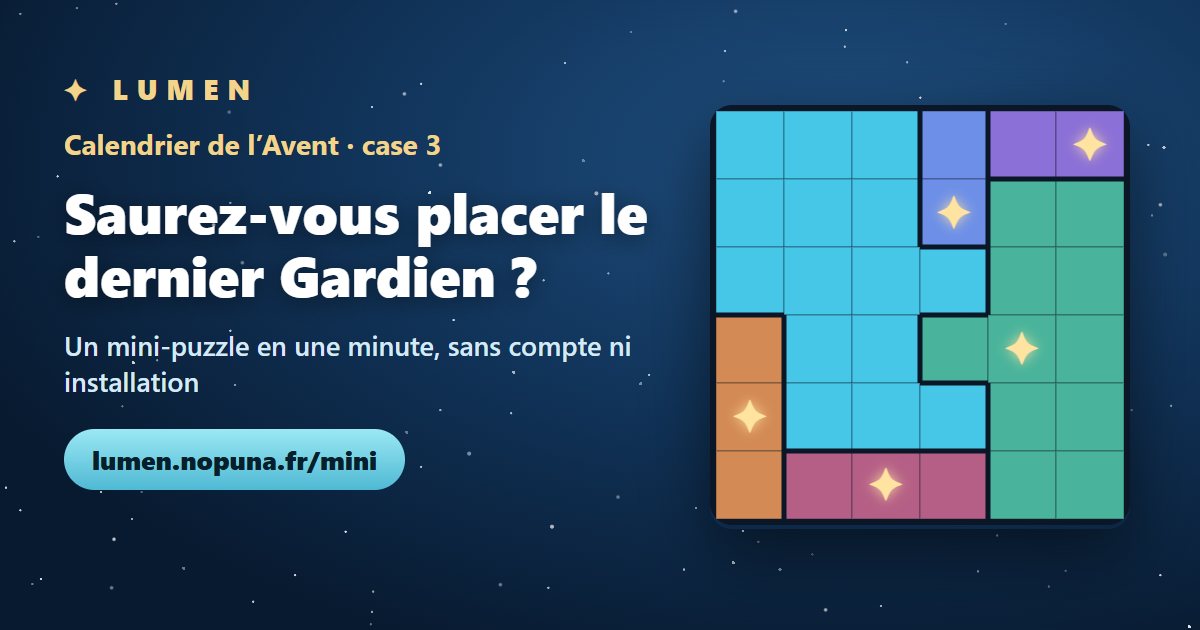 LUMEN
Calendrier de l’Avent · case 3
Saurez-vous placer le
dernier Gardien ?
Un mini-puzzle en une minute, sans compte ni
installation
lumen.nopuna.fr/mini